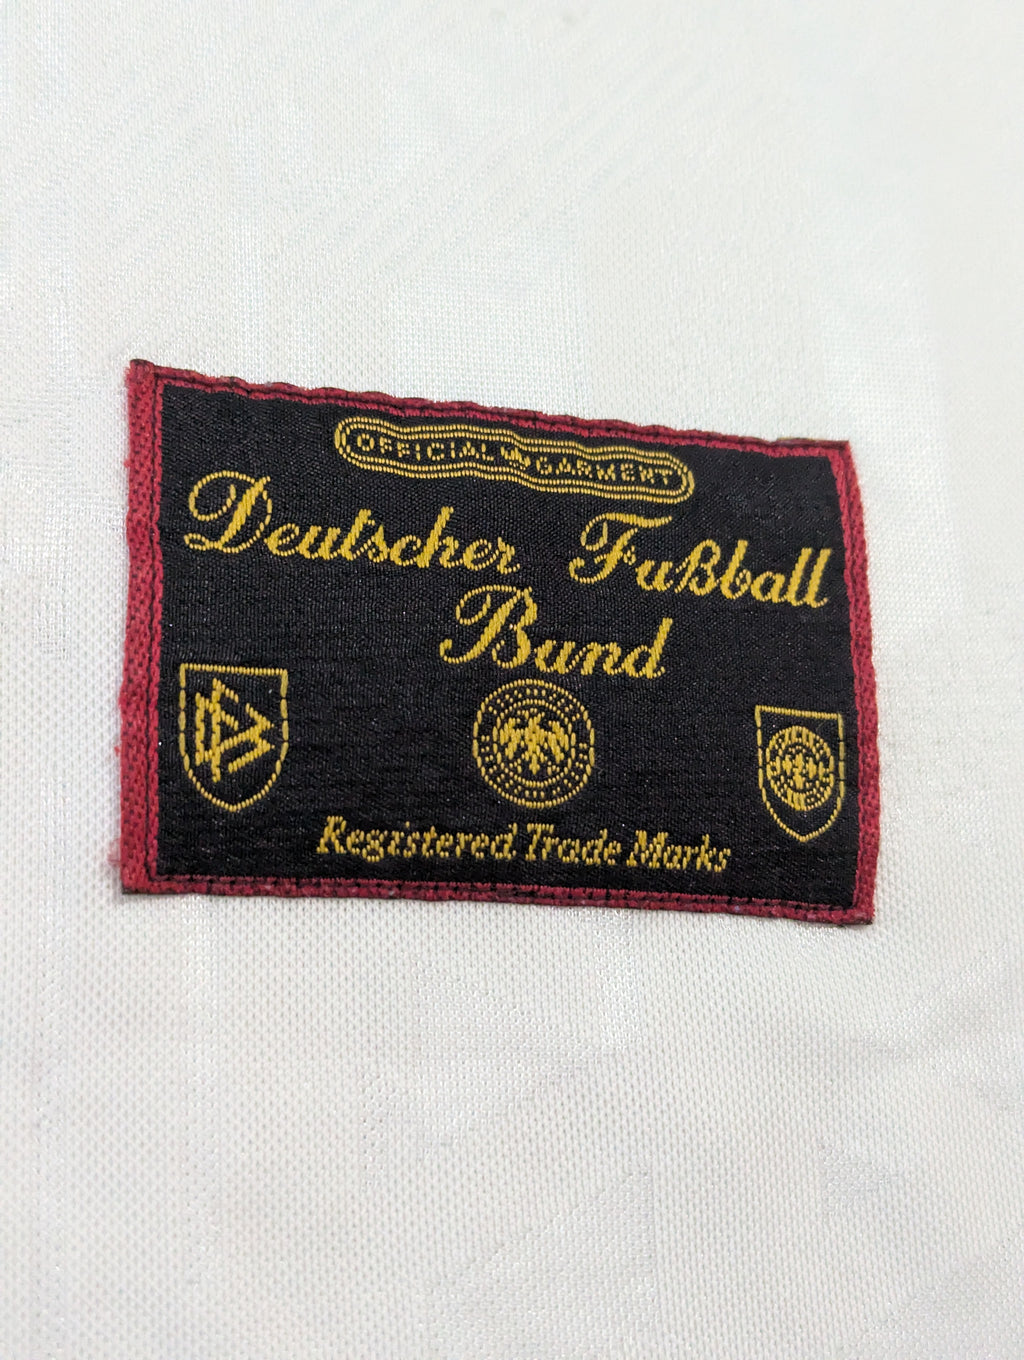 OFFICIAL GARMENT
Deutscher Fußball
Bund
Registered Trade Marks